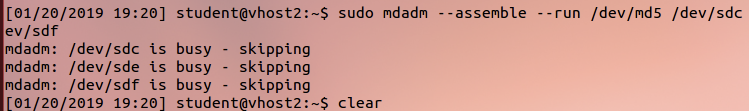 [01/20/2019 19:20] student@vhost2:~$ sudo mdadm --assemble --run /dev/md5 /dev/sdc
ev/sdf
mdadm: /dev/sdc is busy - skipping
mdadm: /dev/sde is busy - skipping
mdadm: /dev/sdf is busy - skipping
[01/20/2019 19:20] student@vhost2:~$ clear